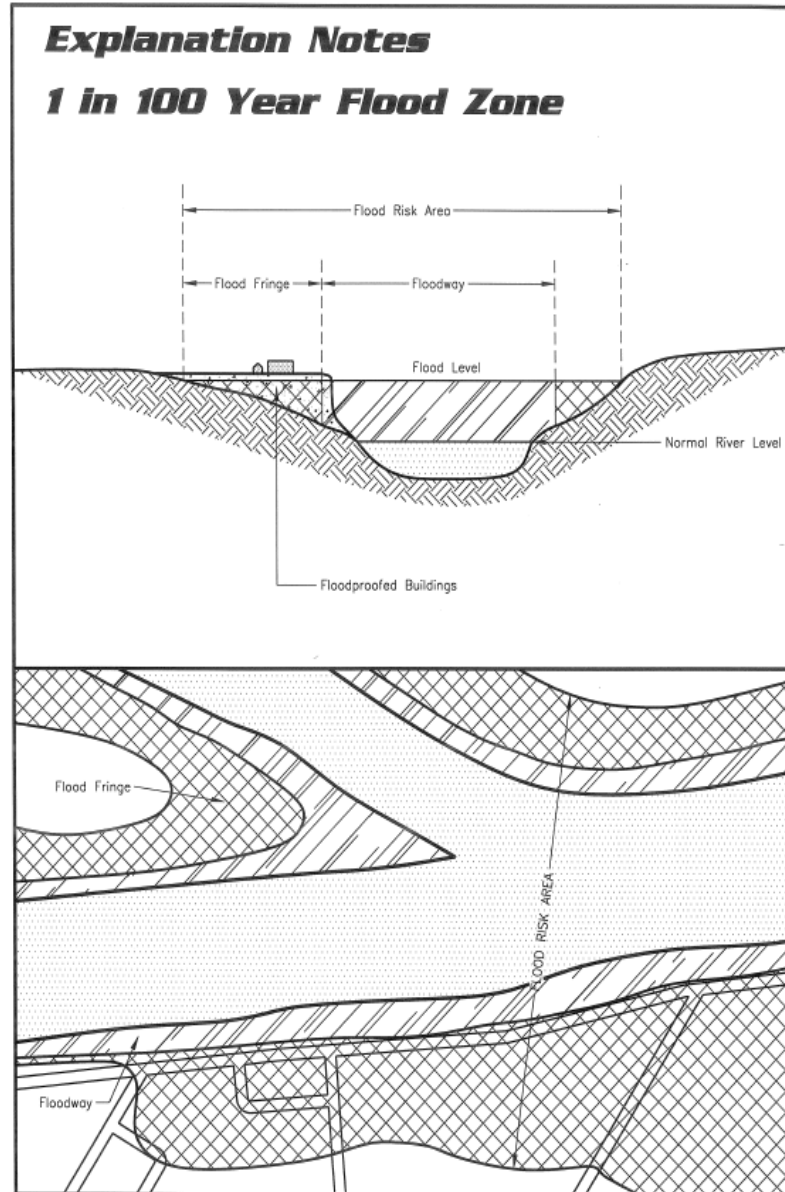 Explanation Notes
1 in 100 Year Flood Zone
Flood Risk Area
Flood Fringe
Floodway
Flood Level
Normal River Level
Floodproofed Buildings
Flood Fringe
FLOOD RISK AREA
Floodway